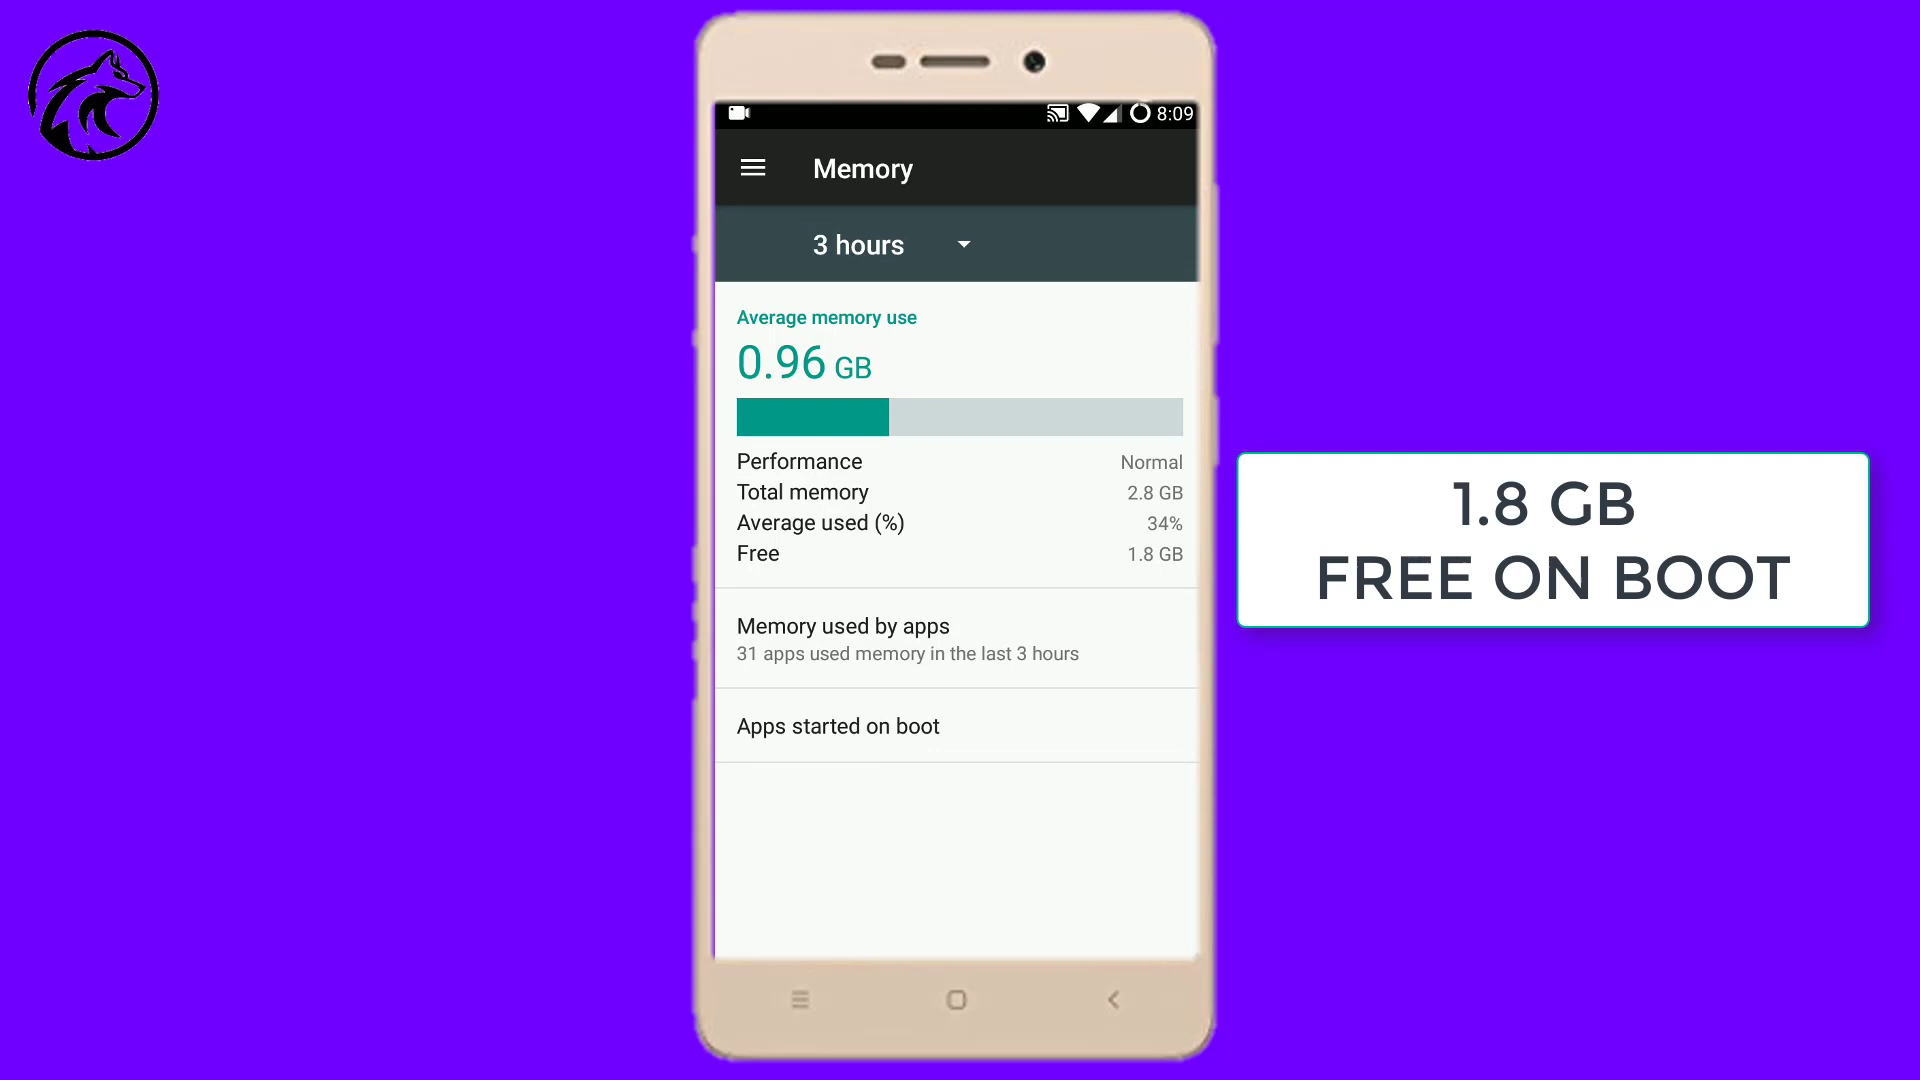 8:09
Memory
3 hours
Average memory use
0.96 GB
Performance Normal
Total memory 2.8 GB
Average used (%) 34%
Free 1.8 GB
Memory used by apps
31 apps used memory in the last 3 hours
Apps started on boot
1.8 GB
FREE ON BOOT